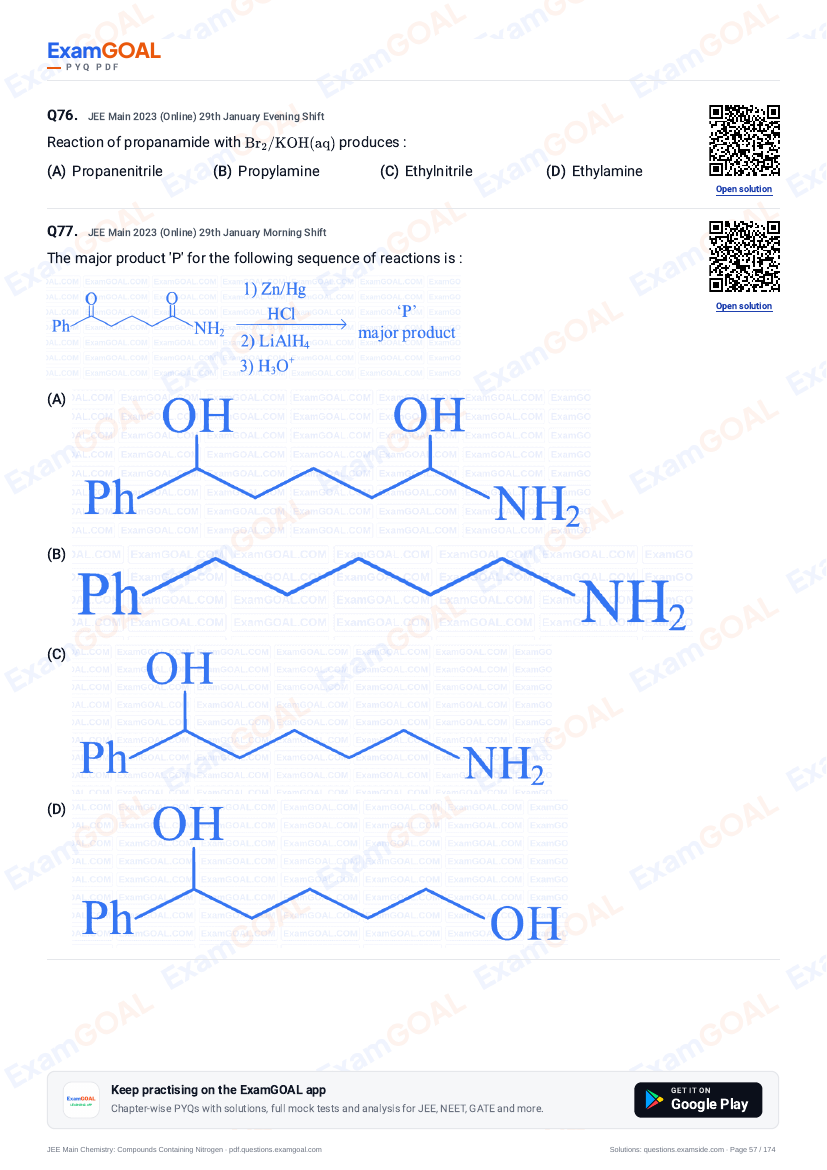 ExamGOAL
PYQ PDF
Q76. JEE Main 2023 (Online) 29th January Evening Shift
Reaction of propanamide with Br₂/KOH(aq) produces :
(A) Propanenitrile (B) Propylamine (C) Ethylnitrile (D) Ethylamine
Open solution
Q77. JEE Main 2023 (Online) 29th January Morning Shift
The major product 'P' for the following sequence of reactions is :
Open solution
O O
Ph NH₂
1) Zn/Hg
HCl
2) LiAlH₄
3) H₃O⁺
‘P’
major product
(A)
OH OH
Ph NH₂
(B)
Ph NH₂
(C)
OH
Ph NH₂
(D)
OH
Ph OH
ExamGOAL
Keep practising on the ExamGOAL app
Chapter-wise PYQs with solutions, full mock tests and analysis for JEE, NEET, GATE and more.
GET IT ON
Google Play
JEE Main Chemistry: Compounds Containing Nitrogen · pdf.questions.examgoal.com
Solutions: questions.examside.com · Page 57 / 174